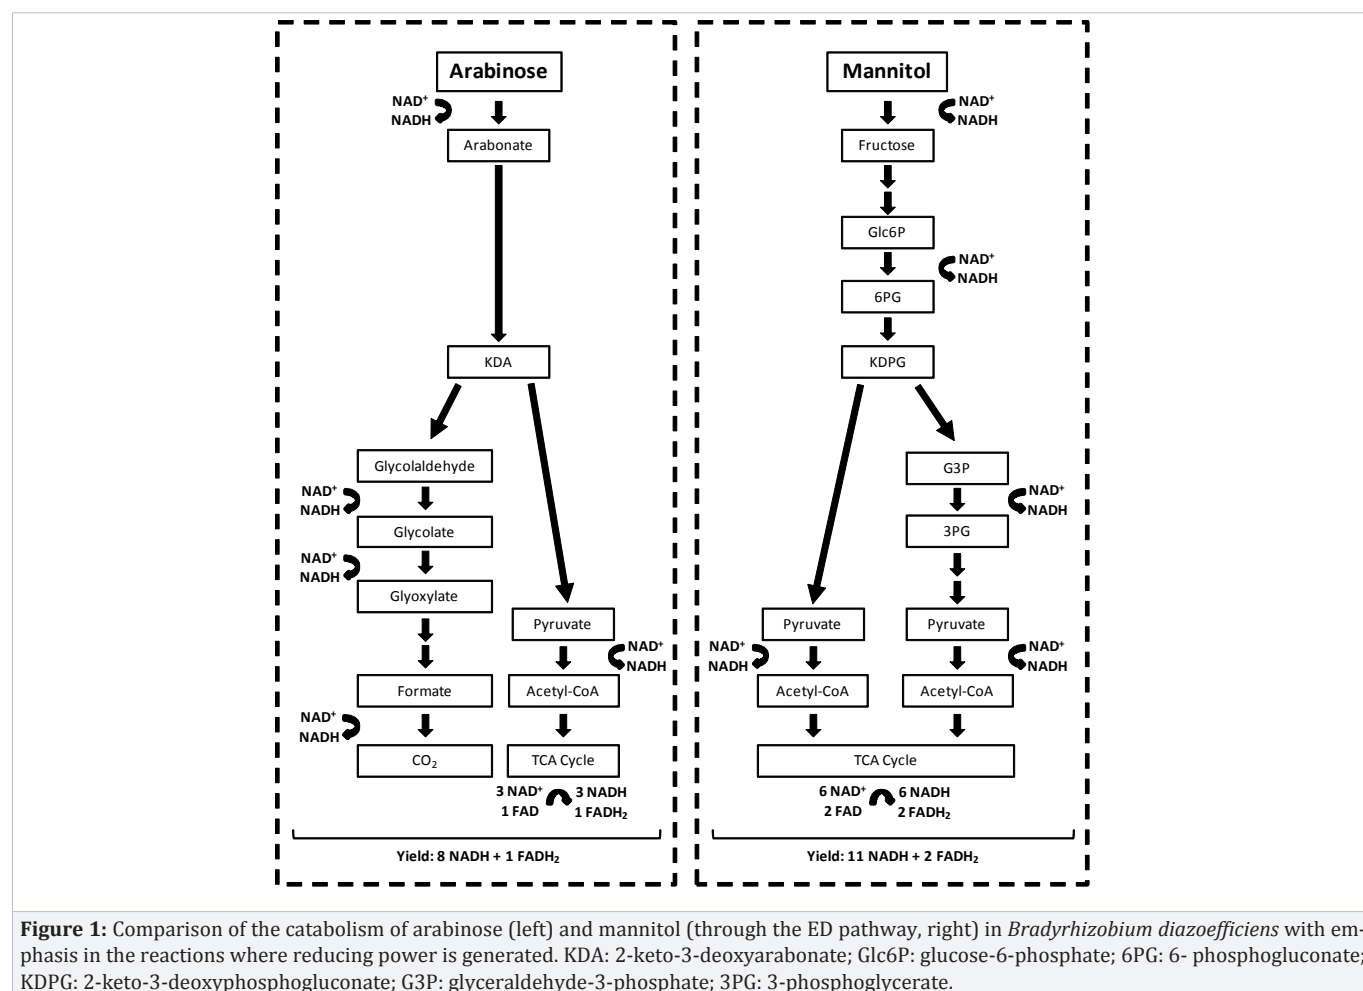 Arabinose
NAD⁺
NADH
Arabonate
KDA
Glycolaldehyde
NAD⁺
NADH
Glycolate
NAD⁺
NADH
Glyoxylate
Formate
NAD⁺
NADH
CO₂
Pyruvate
NAD⁺
NADH
Acetyl-CoA
TCA Cycle
3 NAD⁺ 3 NADH
1 FAD 1 FADH₂
Yield: 8 NADH + 1 FADH₂
Mannitol
NAD⁺
NADH
Fructose
Glc6P
NAD⁺
NADH
6PG
KDPG
G3P
NAD⁺
NADH
3PG
Pyruvate
Pyruvate
NAD⁺
NADH
NAD⁺
NADH
Acetyl-CoA
Acetyl-CoA
TCA Cycle
6 NAD⁺ 6 NADH
2 FAD 2 FADH₂
Yield: 11 NADH + 2 FADH₂
Figure 1: Comparison of the catabolism of arabinose (left) and mannitol (through the ED pathway, right) in Bradyrhizobium diazoefficiens with em-
phasis in the reactions where reducing power is generated. KDA: 2-keto-3-deoxyarabonate; Glc6P: glucose-6-phosphate; 6PG: 6- phosphogluconate;
KDPG: 2-keto-3-deoxyphosphogluconate; G3P: glyceraldehyde-3-phosphate; 3PG: 3-phosphoglycerate.